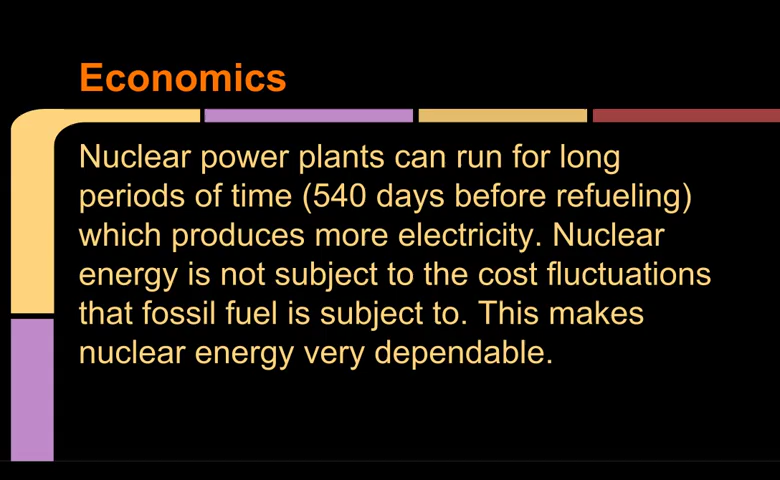 Economics
Nuclear power plants can run for long
periods of time (540 days before refueling)
which produces more electricity. Nuclear
energy is not subject to the cost fluctuations
that fossil fuel is subject to. This makes
nuclear energy very dependable.